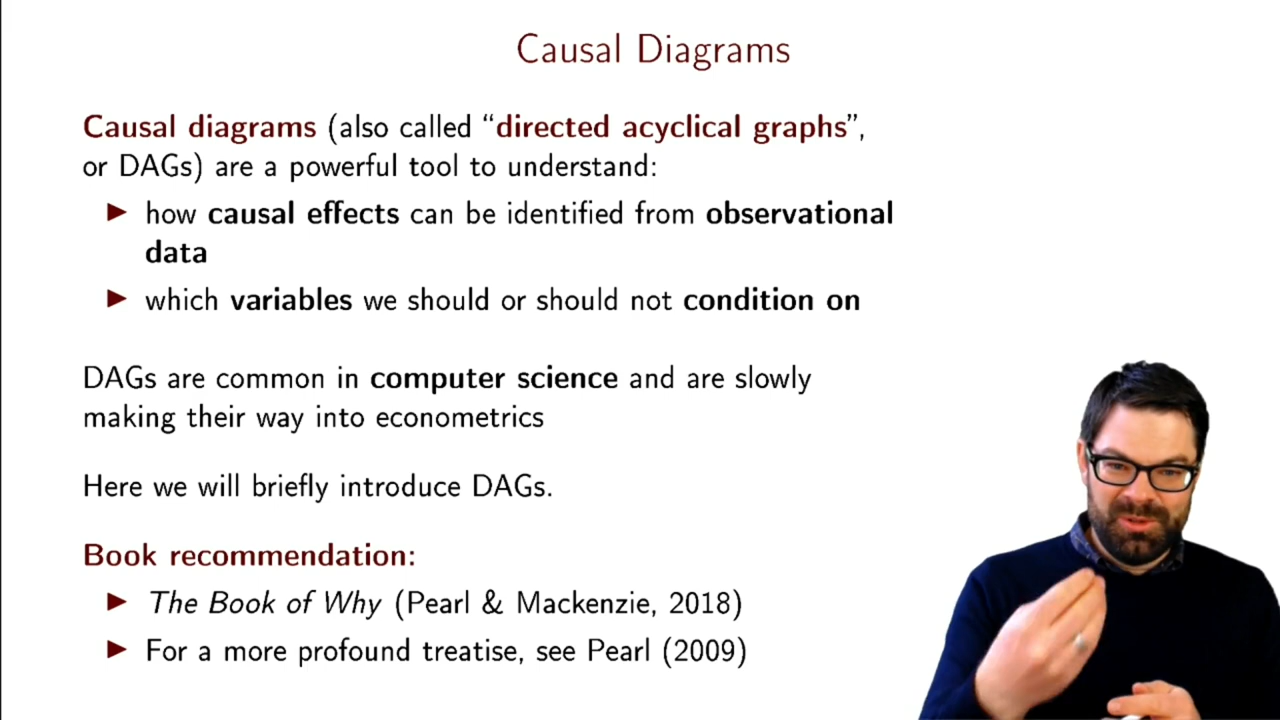 Causal Diagrams
Causal diagrams (also called “directed acyclical graphs”,
or DAGs) are a powerful tool to understand:
▶ how causal effects can be identified from observational
data
▶ which variables we should or should not condition on
DAGs are common in computer science and are slowly
making their way into econometrics
Here we will briefly introduce DAGs.
Book recommendation:
▶ The Book of Why (Pearl & Mackenzie, 2018)
▶ For a more profound treatise, see Pearl (2009)